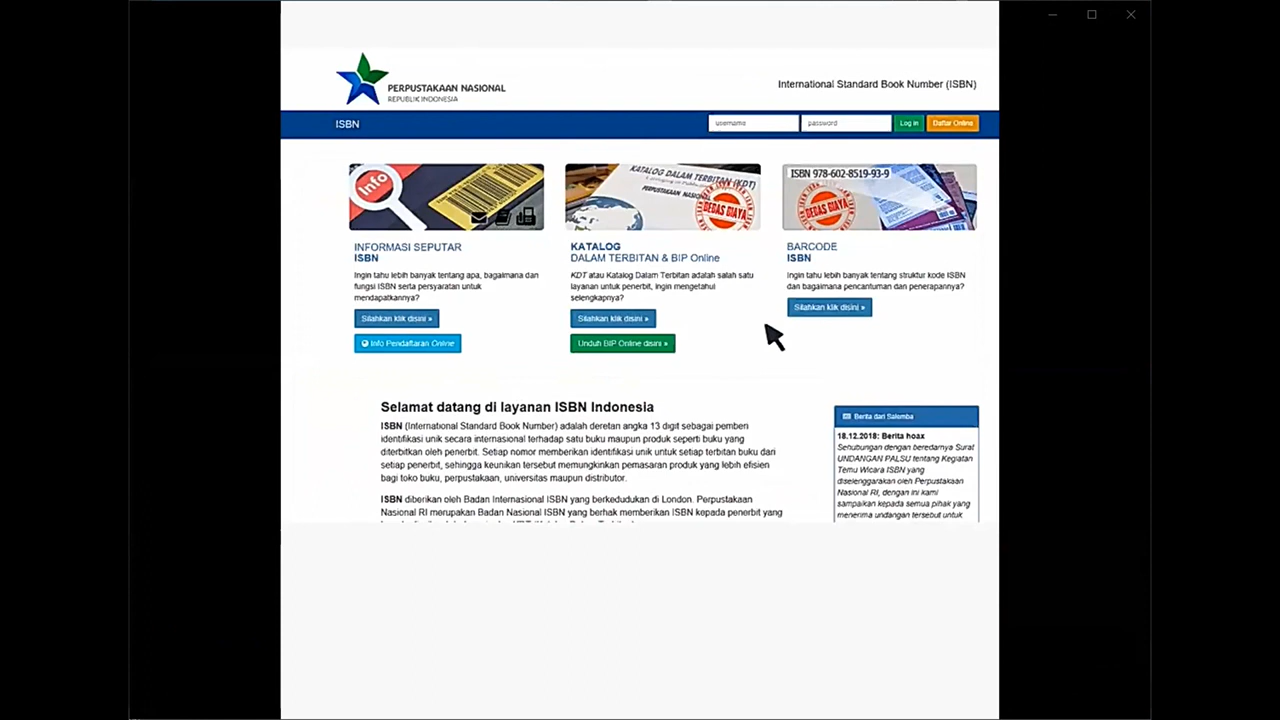 PERPUSTAKAAN NASIONAL
REPUBLIK INDONESIA
International Standard Book Number (ISBN)
ISBN
username
password
Log in
Daftar Online
Info
KATALOG DALAM TERBITAN (KDT)
PERPUSTAKAAN NASIONAL
BEBAS BIAYA
ISBN 978-602-8519-93-9
BEBAS BIAYA
INFORMASI SEPUTAR
ISBN
Ingin tahu lebih banyak tentang apa, bagaimana dan
fungsi ISBN serta persyaratan untuk
mendapatkannya?
Silahkan klik disini »
Info Pendaftaran Online
KATALOG
DALAM TERBITAN & BIP Online
KDT atau Katalog Dalam Terbitan adalah salah satu
layanan untuk penerbit, ingin mengetahui
selengkapnya?
Silahkan klik disini »
Unduh BIP Online disini »
BARCODE
ISBN
Ingin tahu lebih banyak tentang struktur kode ISBN
dan bagaimana pencantuman dan penerapannya?
Silahkan klik disini »
Selamat datang di layanan ISBN Indonesia
ISBN (International Standard Book Number) adalah deretan angka 13 digit sebagai pemberi
identifikasi unik secara internasional terhadap satu buku maupun produk seperti buku yang
diterbitkan oleh penerbit. Setiap nomor memberikan identifikasi unik untuk setiap terbitan buku dari
setiap penerbit, sehingga keunikan tersebut memungkinkan pemasaran produk yang lebih efisien
bagi toko buku, perpustakaan, universitas maupun distributor.
ISBN diberikan oleh Badan Internasional ISBN yang berkedudukan di London. Perpustakaan
Nasional RI merupakan Badan Nasional ISBN yang berhak memberikan ISBN kepada penerbit yang
Berita dari Salemba
18.12.2018: Berita hoax
Sehubungan dengan beredarnya Surat
UNDANGAN PALSU tentang Kegiatan
Temu Wicara ISBN yang
diselenggarakan oleh Perpustakaan
Nasional RI, dengan ini kami
sampaikan kepada semua pihak yang
menerima undangan tersebut untuk